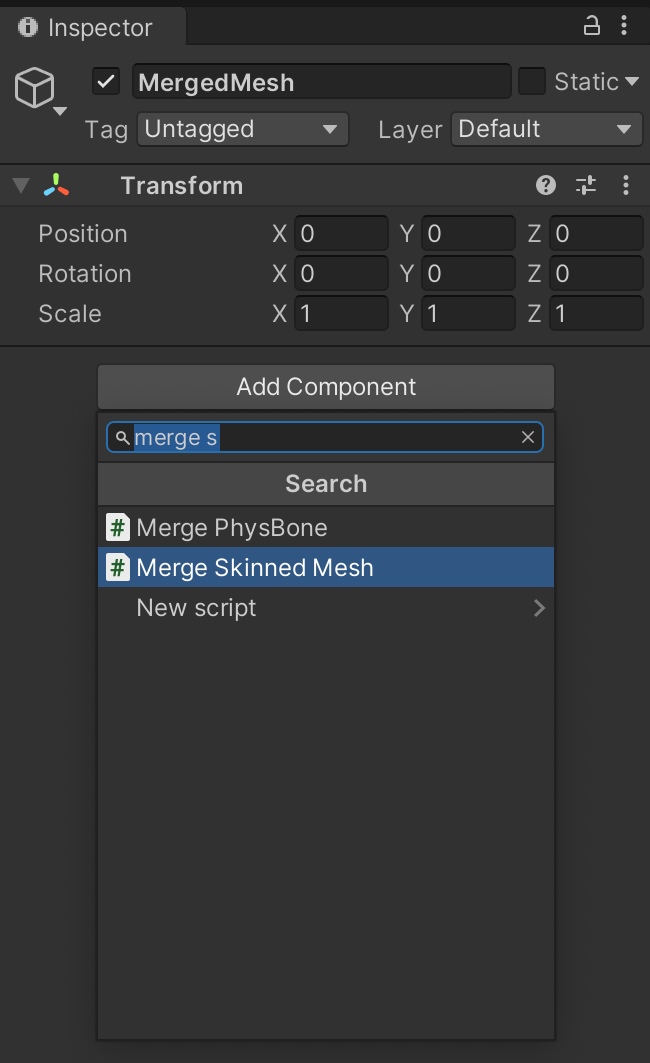 Inspector
MergedMesh Static
Tag Untagged Layer Default
Transform
Position X 0 Y 0 Z 0
Rotation X 0 Y 0 Z 0
Scale X 1 Y 1 Z 1
Add Component
merge s
Search
# Merge PhysBone
# Merge Skinned Mesh
New script